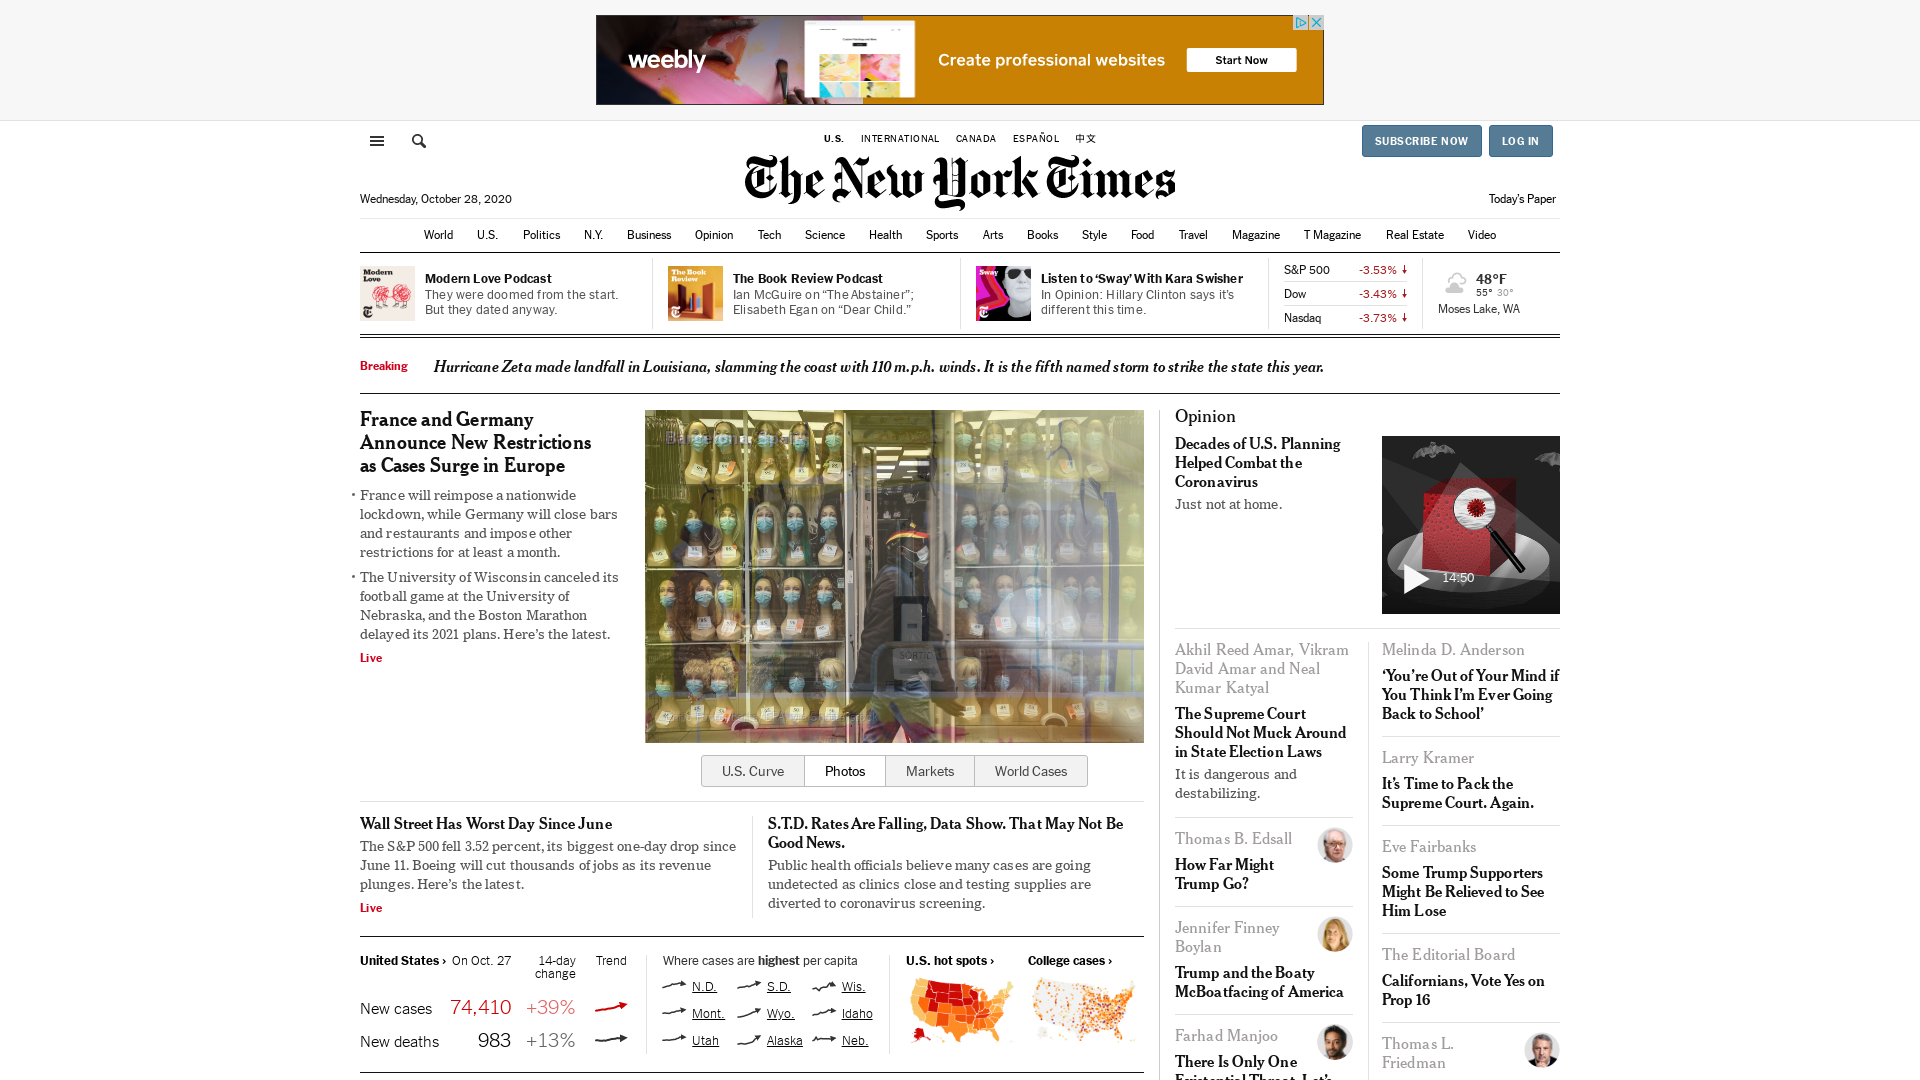 weebly
Create professional websites
Start Now
U.S.
INTERNATIONAL
CANADA
ESPAÑOL
中文
SUBSCRIBE NOW
LOG IN
The New York Times
Wednesday, October 28, 2020
Today's Paper
World
U.S.
Politics
N.Y.
Business
Opinion
Tech
Science
Health
Sports
Arts
Books
Style
Food
Travel
Magazine
T Magazine
Real Estate
Video
Modern Love
Modern Love Podcast
They were doomed from the start.
But they dated anyway.
The Book Review
The Book Review Podcast
Ian McGuire on “The Abstainer”;
Elisabeth Egan on “Dear Child.”
Sway
Listen to ‘Sway’ With Kara Swisher
In Opinion: Hillary Clinton says it’s
different this time.
S&P 500 -3.53% ↓
Dow -3.43% ↓
Nasdaq -3.73% ↓
48°F
55° 30°
Moses Lake, WA
Breaking
Hurricane Zeta made landfall in Louisiana, slamming the coast with 110 m.p.h. winds. It is the fifth named storm to strike the state this year.
France and Germany
Announce New Restrictions
as Cases Surge in Europe
• France will reimpose a nationwide
lockdown, while Germany will close bars
and restaurants and impose other
restrictions for at least a month.
• The University of Wisconsin canceled its
football game at the University of
Nebraska, and the Boston Marathon
delayed its 2021 plans. Here’s the latest.
Live
U.S. Curve
Photos
Markets
World Cases
Wall Street Has Worst Day Since June
The S&P 500 fell 3.52 percent, its biggest one-day drop since
June 11. Boeing will cut thousands of jobs as its revenue
plunges. Here’s the latest.
Live
S.T.D. Rates Are Falling, Data Show. That May Not Be
Good News.
Public health officials believe many cases are going
undetected as clinics close and testing supplies are
diverted to coronavirus screening.
United States › On Oct. 27 14-day change Trend
New cases 74,410 +39%
New deaths 983 +13%
Where cases are highest per capita
N.D. S.D. Wis.
Mont. Wyo. Idaho
Utah Alaska Neb.
U.S. hot spots ›
College cases ›
Opinion
Decades of U.S. Planning
Helped Combat the
Coronavirus
Just not at home.
14:50
Akhil Reed Amar, Vikram
David Amar and Neal
Kumar Katyal
The Supreme Court
Should Not Muck Around
in State Election Laws
It is dangerous and
destabilizing.
Thomas B. Edsall
How Far Might
Trump Go?
Jennifer Finney
Boylan
Trump and the Boaty
McBoatfacing of America
Farhad Manjoo
There Is Only One
Existential Threat. Let’s
Melinda D. Anderson
‘You’re Out of Your Mind if
You Think I’m Ever Going
Back to School’
Larry Kramer
It’s Time to Pack the
Supreme Court. Again.
Eve Fairbanks
Some Trump Supporters
Might Be Relieved to See
Him Lose
The Editorial Board
Californians, Vote Yes on
Prop 16
Thomas L.
Friedman